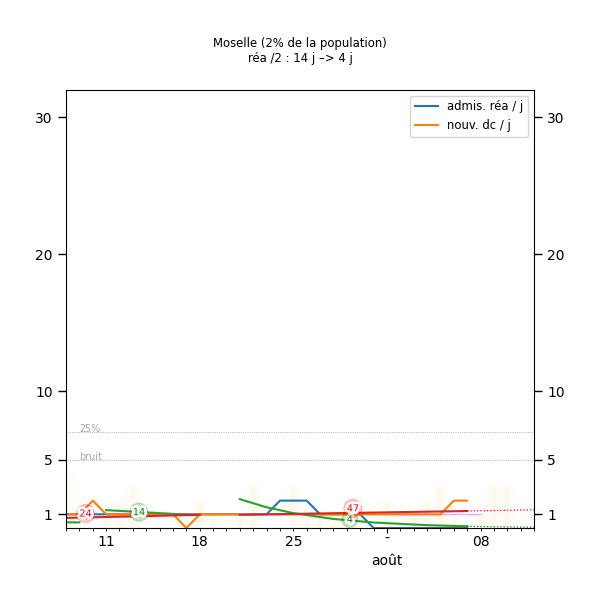 Moselle (2% de la population)
réa /2 : 14 j –> 4 j
admis. réa / j
nouv. dc / j
30 30
20 20
10 10
25%
5 bruit 5
1 24 14 47 4 1
11 18 25 - 08
août